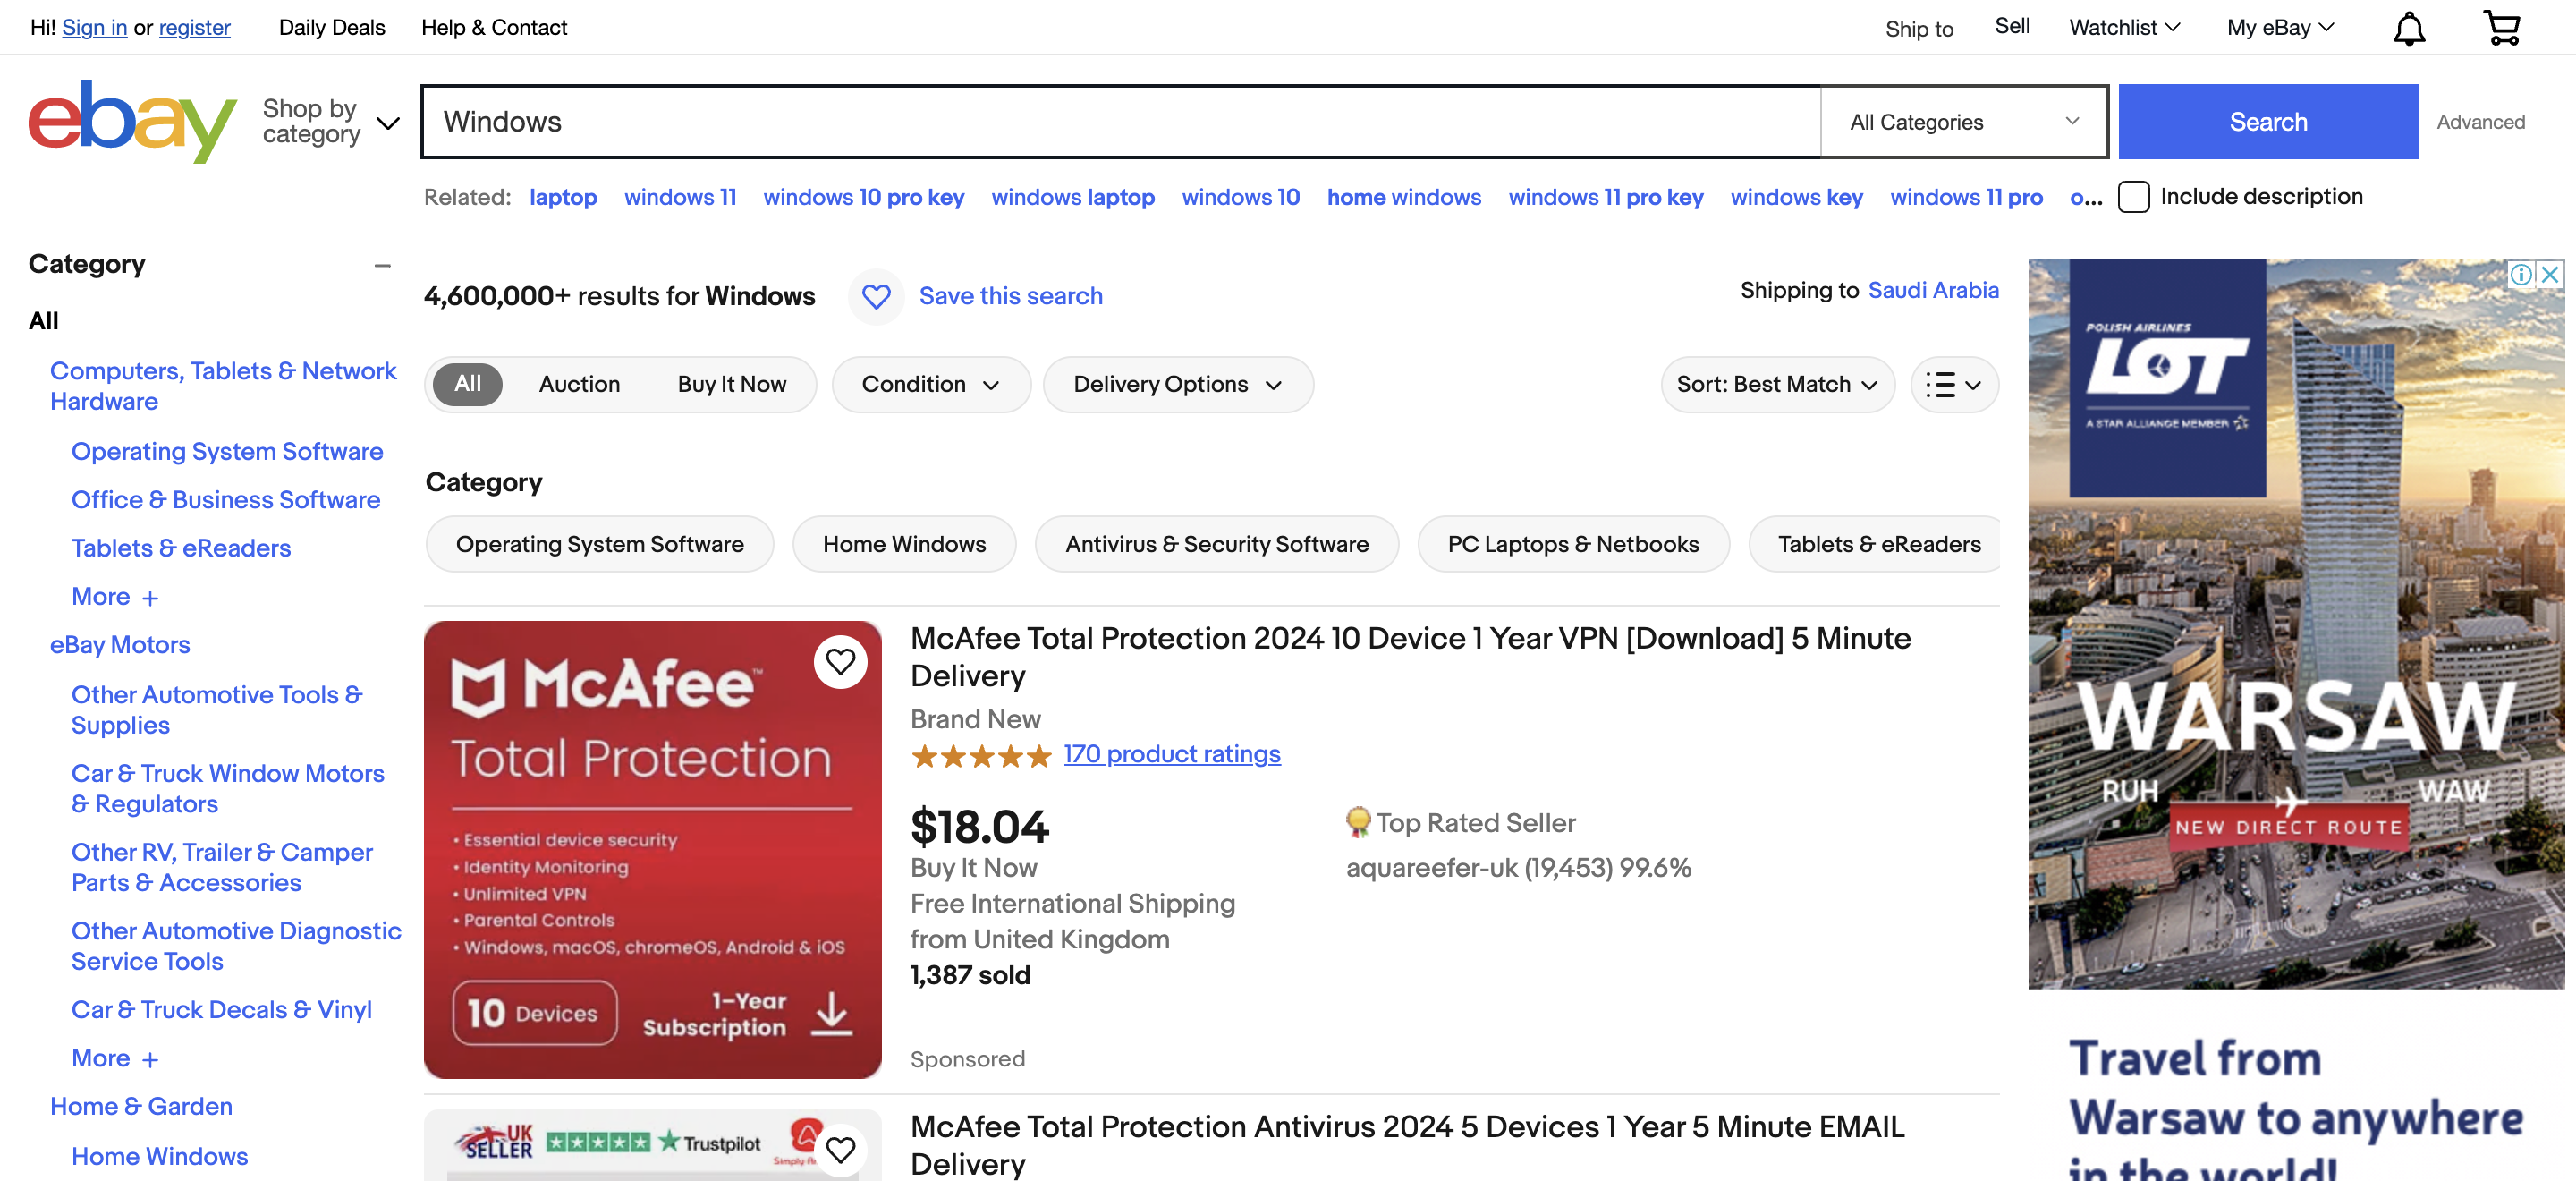 Hi! Sign in or register
Daily Deals
Help & Contact
Ship to
Sell
Watchlist
My eBay
ebay
Shop by
category
Windows
All Categories
Search
Advanced
Related: laptop windows 11 windows 10 pro key windows laptop windows 10 home windows windows 11 pro key windows key windows 11 pro o...
Include description
Category
All
Computers, Tablets & Network
Hardware
Operating System Software
Office & Business Software
Tablets & eReaders
More +
eBay Motors
Other Automotive Tools &
Supplies
Car & Truck Window Motors
& Regulators
Other RV, Trailer & Camper
Parts & Accessories
Other Automotive Diagnostic
Service Tools
Car & Truck Decals & Vinyl
More +
Home & Garden
Home Windows
4,600,000+ results for Windows
Save this search
Shipping to Saudi Arabia
All
Auction
Buy It Now
Condition
Delivery Options
Sort: Best Match
Category
Operating System Software
Home Windows
Antivirus & Security Software
PC Laptops & Netbooks
Tablets & eReaders
McAfee™
Total Protection
• Essential device security
• Identity Monitoring
• Unlimited VPN
• Parental Controls
• Windows, macOS, chromeOS, Android & iOS
10 Devices
1-Year
Subscription
McAfee Total Protection 2024 10 Device 1 Year VPN [Download] 5 Minute
Delivery
Brand New
170 product ratings
$18.04
Buy It Now
Free International Shipping
from United Kingdom
1,387 sold
Top Rated Seller
aquareefer-uk (19,453) 99.6%
Sponsored
UK
SELLER
Trustpilot
McAfee Total Protection Antivirus 2024 5 Devices 1 Year 5 Minute EMAIL
Delivery
POLISH AIRLINES
LOT
A STAR ALLIANCE MEMBER
WARSAW
RUH
WAW
NEW DIRECT ROUTE
Travel from
Warsaw to anywhere
in the world!